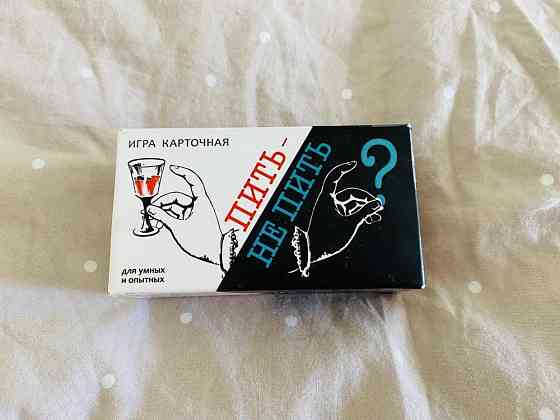 ИГРА КАРТОЧНАЯ
ПИТЬ -
НЕ ПИТЬ
?
для умных
и опытных